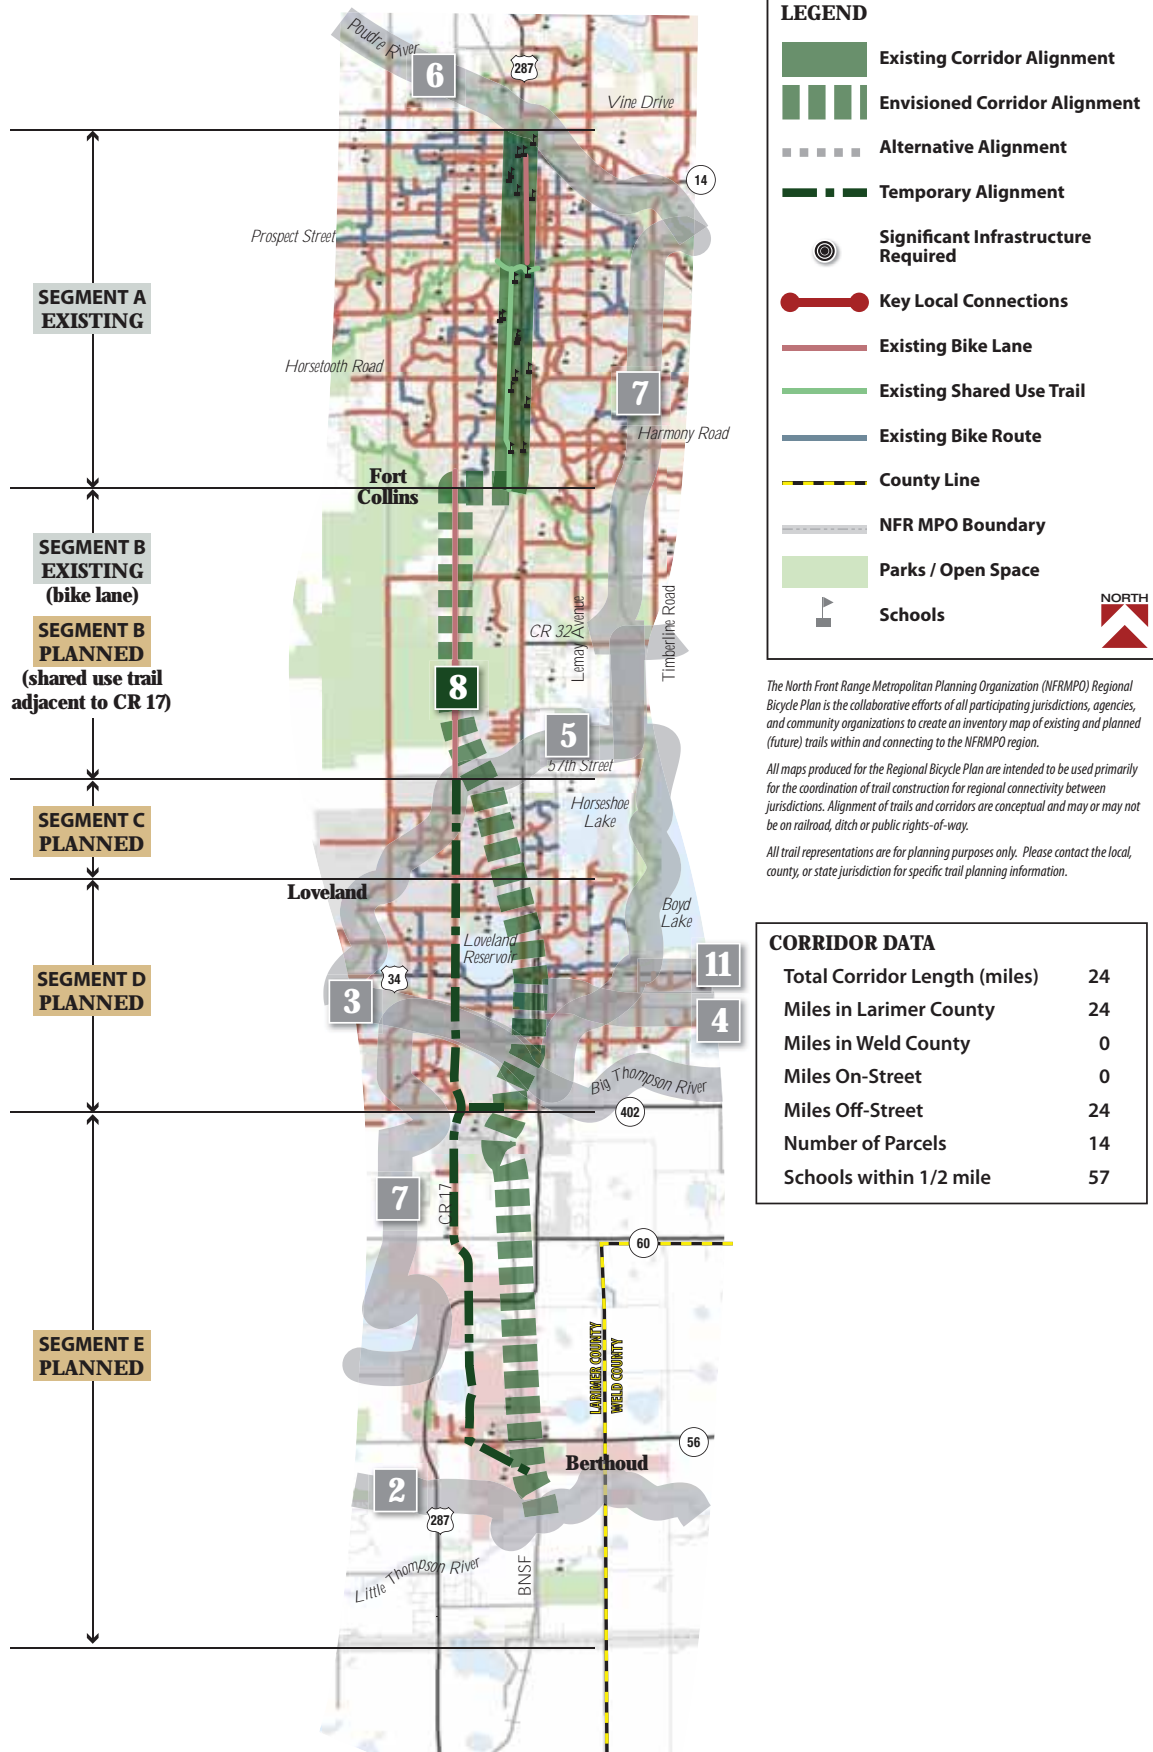 Poudre River
6
287
Vine Drive
14
Prospect Street
SEGMENT A
EXISTING
Horsetooth Road
7
Harmony Road
Fort
Collins
SEGMENT B
EXISTING
(bike lane)
SEGMENT B
PLANNED
(shared use trail
adjacent to CR 17)
CR 32
Lemay Avenue
Timberline Road
8
5
57th Street
SEGMENT C
PLANNED
Horseshoe
Lake
Loveland
Boyd
Lake
Loveland
Reservoir
SEGMENT D
PLANNED
34
11
3
4
Big Thompson River
402
7
CR 17
60
SEGMENT E
PLANNED
LARIMER COUNTY
WELD COUNTY
56
Berthoud
2
287
Little Thompson River
BNSF
LEGEND
Existing Corridor Alignment
Envisioned Corridor Alignment
Alternative Alignment
Temporary Alignment
Significant Infrastructure
Required
Key Local Connections
Existing Bike Lane
Existing Shared Use Trail
Existing Bike Route
County Line
NFR MPO Boundary
Parks / Open Space
Schools
NORTH
The North Front Range Metropolitan Planning Organization (NFRMPO) Regional
Bicycle Plan is the collaborative efforts of all participating jurisdictions, agencies,
and community organizations to create an inventory map of existing and planned
(future) trails within and connecting to the NFRMPO region.
All maps produced for the Regional Bicycle Plan are intended to be used primarily
for the coordination of trail construction for regional connectivity between
jurisdictions. Alignment of trails and corridors are conceptual and may or may not
be on railroad, ditch or public rights-of-way.
All trail representations are for planning purposes only. Please contact the local,
county, or state jurisdiction for specific trail planning information.
CORRIDOR DATA
Total Corridor Length (miles) 24
Miles in Larimer County 24
Miles in Weld County 0
Miles On-Street 0
Miles Off-Street 24
Number of Parcels 14
Schools within 1/2 mile 57